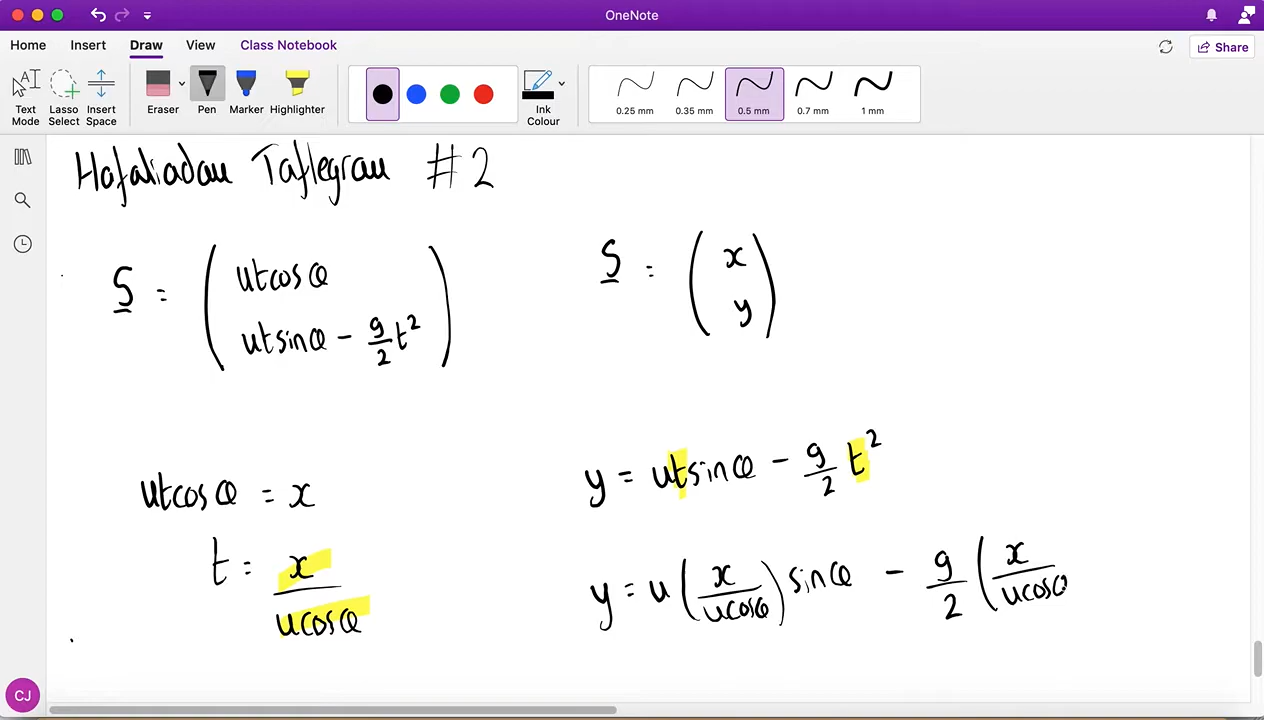 OneNote
Home Insert Draw View Class Notebook Share
Text Mode Lasso Select Insert Space Eraser Pen Marker Highlighter Ink Colour 0.25 mm 0.35 mm 0.5 mm 0.7 mm 1 mm
Hafaliadau Taflegrau #2
S = ( utcosθ
utsinθ - g/2 t² )
S = ( x
y )
utcosθ = x
y = utsinθ - g/2 t²
t = x/ucosθ
y = u(x/ucosθ)sinθ - g/2 (x/ucosθ
CJ